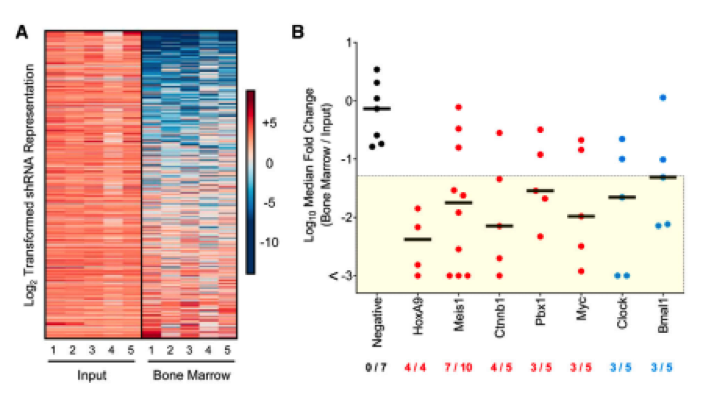 A
Log2 Transformed shRNA Representation
+5
0
-5
-10
1 2 3 4 5 1 2 3 4 5
Input Bone Marrow
B
Log10 Median Fold Change
(Bone Marrow / Input)
1
0
-1
-2
< -3
Negative
HoxA9
Meis1
Ctnnb1
Pbx1
Myc
Clock
Bmal1
0 / 7 4 / 4 7 / 10 4 / 5 3 / 5 3 / 5 3 / 5 3 / 5